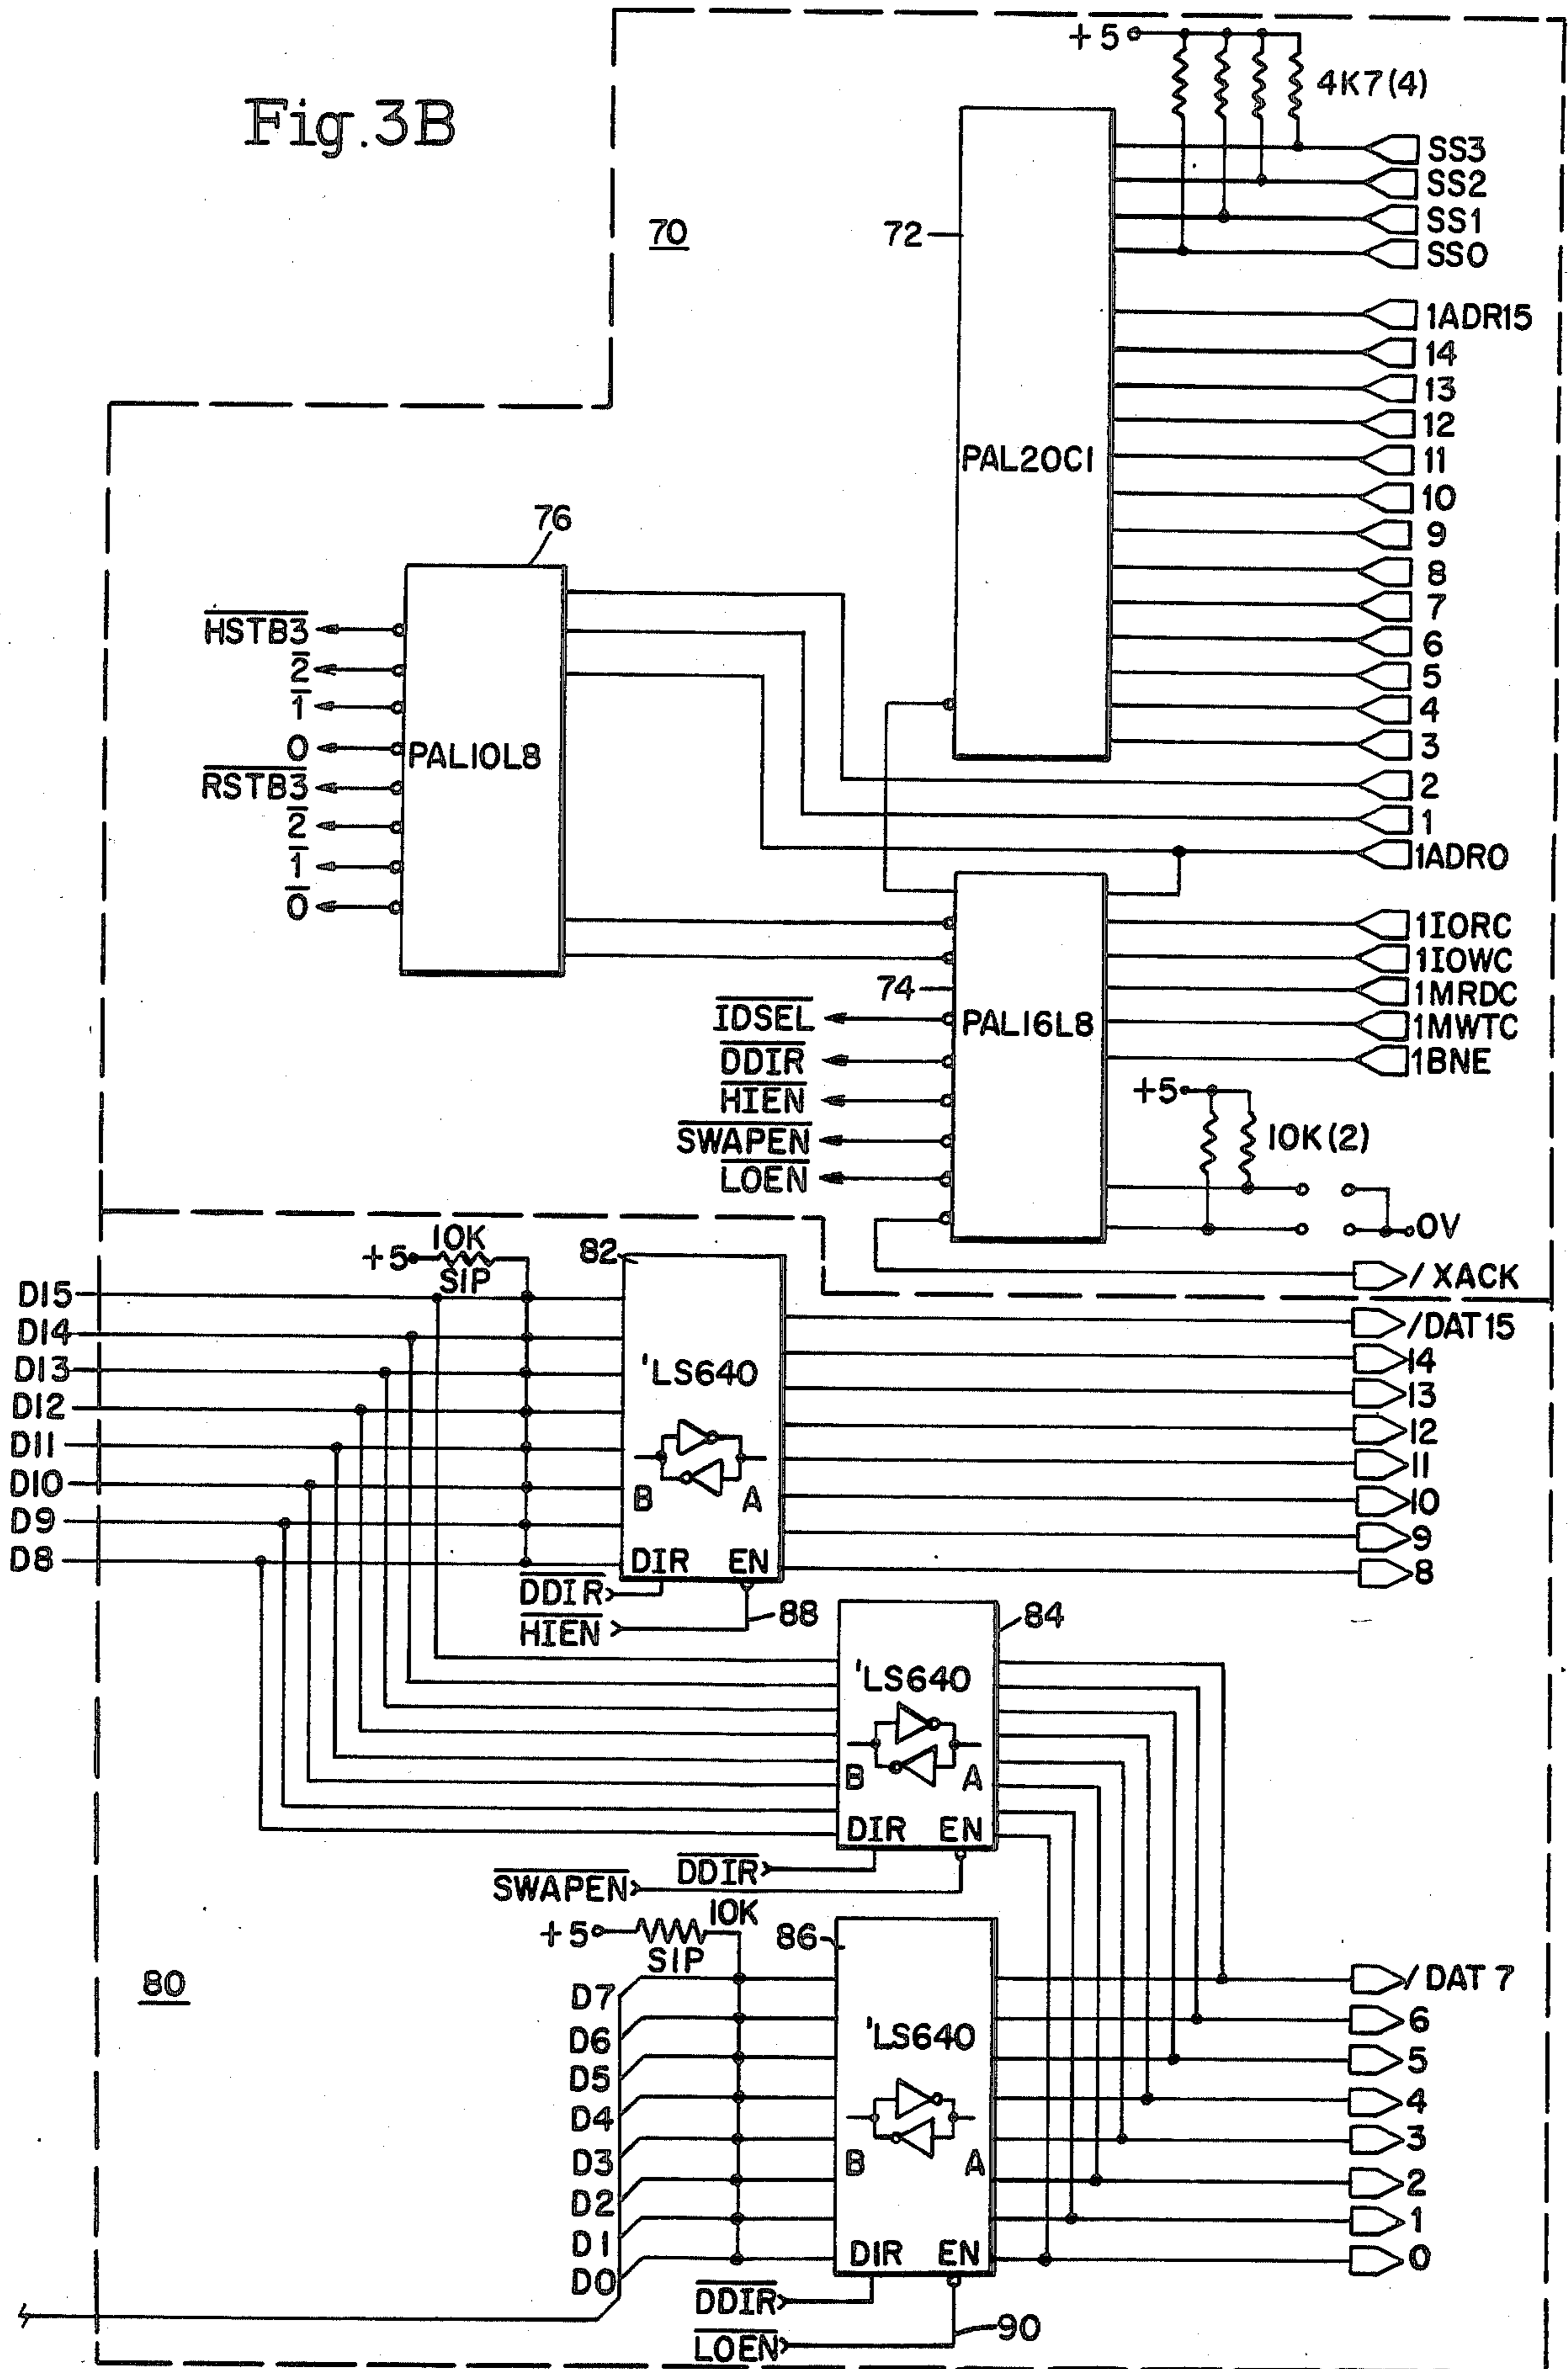 Fig.3B
+5
4K7(4)
SS3
SS2
70
72
SS1
SS0
1ADR15
14
13
12
PAL20C1
11
10
76
9
8
7
HSTB3
6
2
5
1
4
0
PAL10L8
3
RSTB3
2
2
1
1
1ADR0
0
1IORC
1IOWC
74
1MRDC
IDSEL
PAL16L8
1MWTC
DDIR
1BNE
HIEN
+5
SWAPEN
10K(2)
LOEN
0V
10K
82
+5
SIP
/XACK
D15
/DAT15
D14
14
D13
'LS640
13
D12
12
D11
11
D10
B A
10
D9
9
D8
DIR EN
8
DDIR
HIEN
88
84
'LS640
B A
DIR EN
DDIR
SWAPEN
10K
+5
86
SIP
80
D7
/DAT 7
D6
'LS640
6
D5
5
D4
4
D3
B A
3
D2
2
D1
1
D0
DIR EN
0
DDIR
90
LOEN